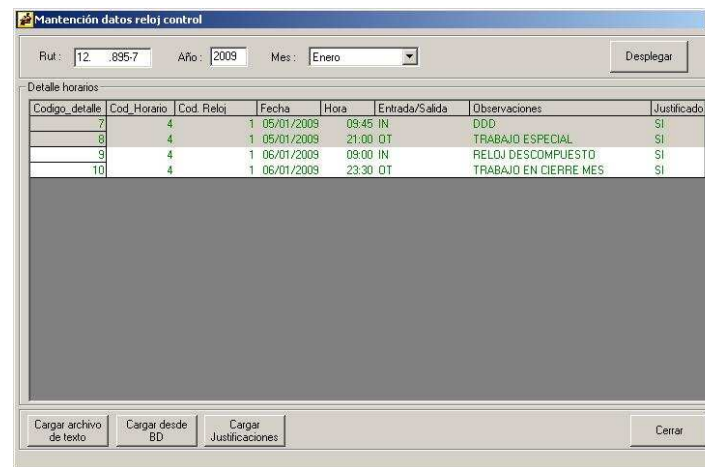 Mantención datos reloj control
Rut : 12. .895-7 Año : 2009 Mes : Enero Desplegar
Detalle horarios
Codigo_detalle Cod_Horario Cod. Reloj Fecha Hora Entrada/Salida Observaciones Justificado
7 4 1 05/01/2009 09:45 IN DDD SI
8 4 1 05/01/2009 21:00 OT TRABAJO ESPECIAL SI
9 4 1 06/01/2009 09:00 IN RELOJ DESCOMPUESTO SI
10 4 1 06/01/2009 23:30 OT TRABAJO EN CIERRE MES SI
Cargar archivo de texto Cargar desde BD Cargar Justificaciones Cerrar